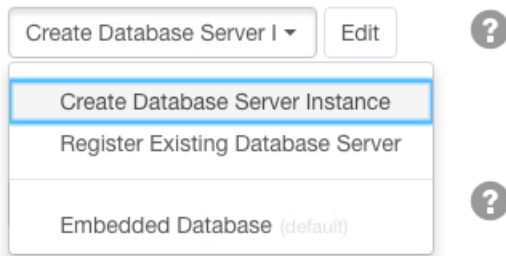 Create Database Server I Edit ?
Create Database Server Instance
Register Existing Database Server
?
Embedded Database (default)